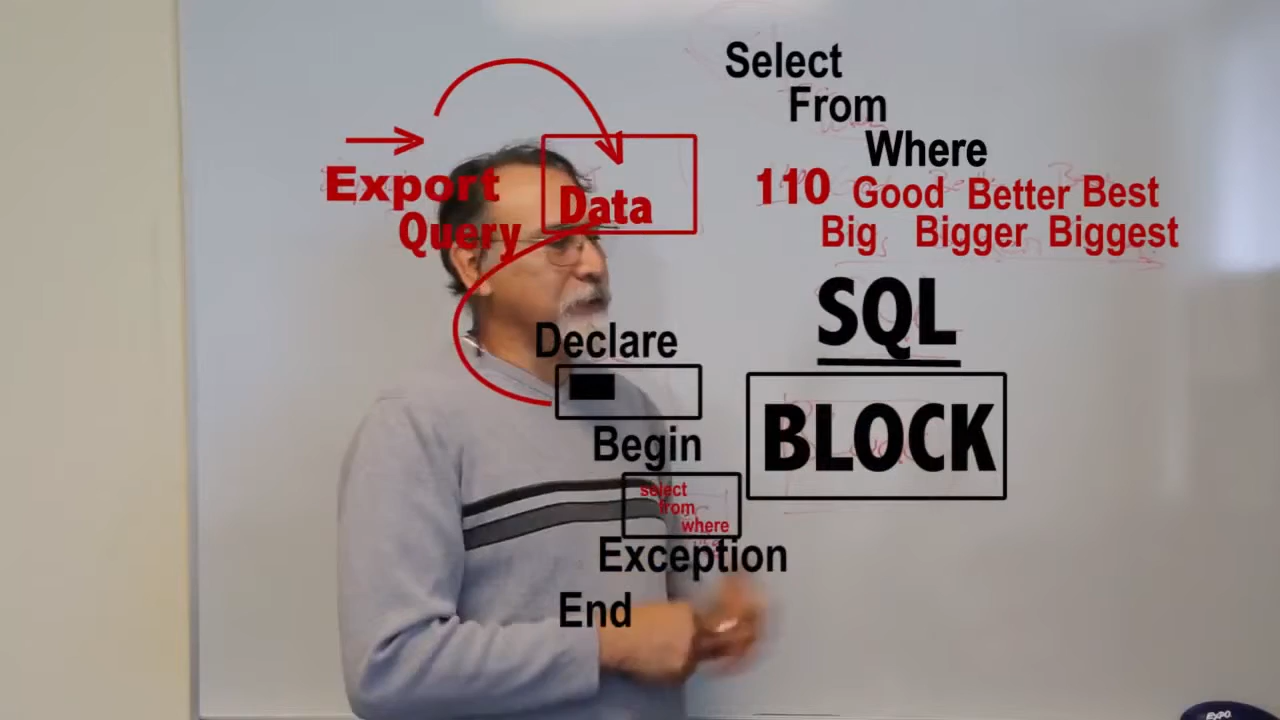 Select
From
Where
Export
Query
Data
110 Good Better Best
Big Bigger Biggest
SQL
BLOCK
Declare
Begin
select
from
where
Exception
End
EXPO